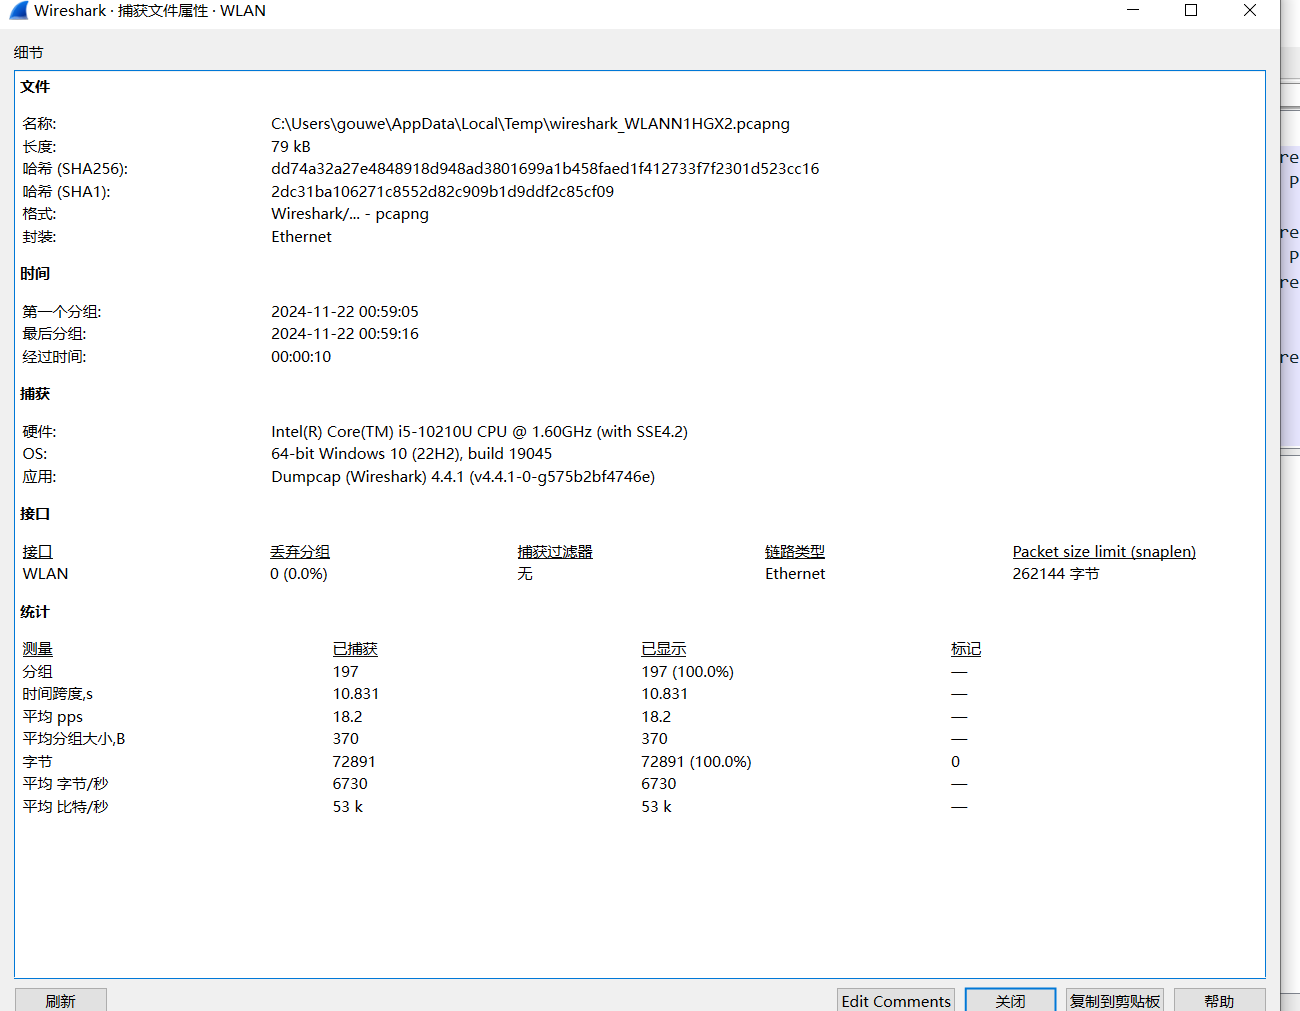 Wireshark · 捕获文件属性 · WLAN
细节
文件
名称: C:\Users\gouwe\AppData\Local\Temp\wireshark_WLANN1HGX2.pcapng
长度: 79 kB
哈希 (SHA256): dd74a32a27e4848918d948ad3801699a1b458faed1f412733f7f2301d523cc16
哈希 (SHA1): 2dc31ba106271c8552d82c909b1d9ddf2c85cf09
格式: Wireshark/... - pcapng
封装: Ethernet
时间
第一个分组: 2024-11-22 00:59:05
最后分组: 2024-11-22 00:59:16
经过时间: 00:00:10
捕获
硬件: Intel(R) Core(TM) i5-10210U CPU @ 1.60GHz (with SSE4.2)
OS: 64-bit Windows 10 (22H2), build 19045
应用: Dumpcap (Wireshark) 4.4.1 (v4.4.1-0-g575b2bf4746e)
接口
接口 丢弃分组 捕获过滤器 链路类型 Packet size limit (snaplen)
WLAN 0 (0.0%) 无 Ethernet 262144 字节
统计
测量 已捕获 已显示 标记
分组 197 197 (100.0%) —
时间跨度,s 10.831 10.831 —
平均 pps 18.2 18.2 —
平均分组大小,B 370 370 —
字节 72891 72891 (100.0%) 0
平均 字节/秒 6730 6730 —
平均 比特/秒 53 k 53 k —
刷新 Edit Comments 关闭 复制到剪贴板 帮助
re
P
re
P
re
re